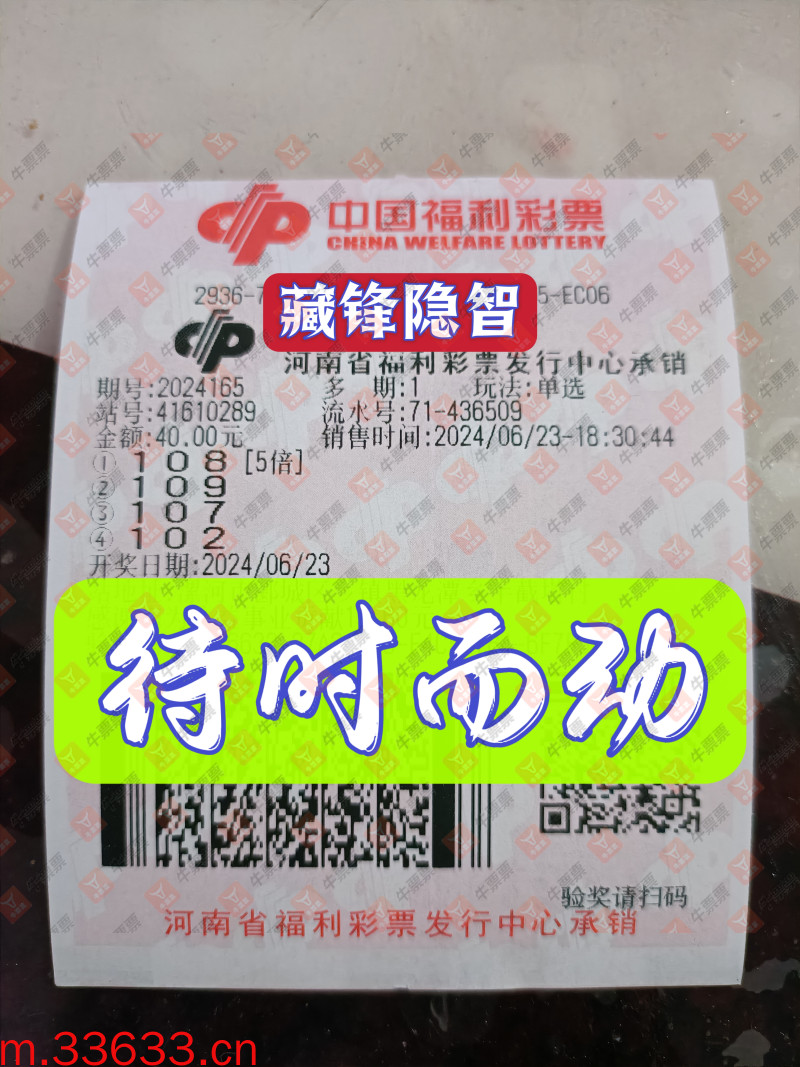 中国福利彩票
CHINA WELFARE LOTTERY
2936-7
藏锋隐智
5-EC06
河南省福利彩票发行中心承销
期号:2024165 多 期:1 玩法:单选
站号:41610289 流水号:71-436509
金额:40.00元 销售时间:2024/06/23-18:30:44
① 1 0 8 [5倍]
② 1 0 9
③ 1 0 7
④ 1 0 2
开奖日期:2024/06/23
待时而动
验奖请扫码
河南省福利彩票发行中心承销
m.33633.cn
牛票票